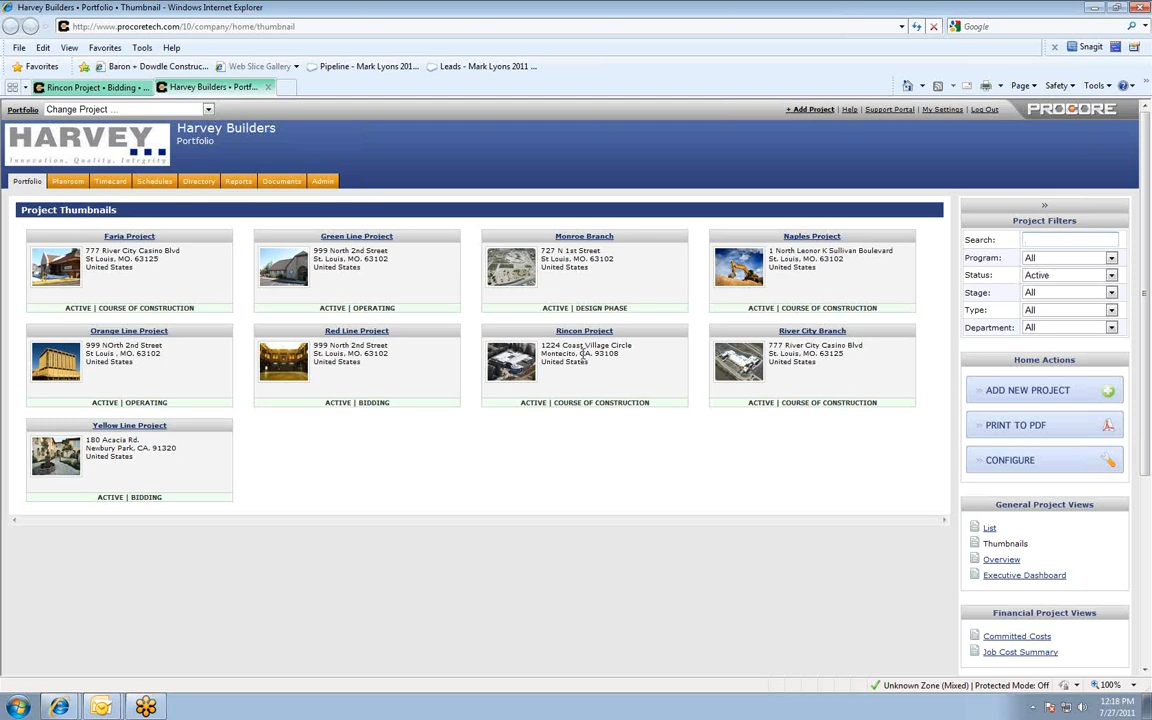 Harvey Builders • Portfolio • Thumbnail - Windows Internet Explorer
http://www.procoretech.com/10/company/home/thumbnail
Google
File Edit View Favorites Tools Help
Snagit
Favorites Baron + Dowdle Construc... Web Slice Gallery Pipeline - Mark Lyons 201... Leads - Mark Lyons 2011 ...
Rincon Project • Bidding • ... Harvey Builders • Portf... x
Page Safety Tools
Portfolio Change Project ... + Add Project | Help | Support Portal | My Settings | Log Out PROCORE
HARVEY
Innovation, Quality, Integrity
Harvey Builders
Portfolio
Portfolio Planroom Timecard Schedules Directory Reports Documents Admin
Project Thumbnails
Faria Project
777 River City Casino Blvd
St Louis, MO. 63125
United States
ACTIVE | COURSE OF CONSTRUCTION
Green Line Project
999 North 2nd Street
St Louis, MO. 63102
United States
ACTIVE | OPERATING
Monroe Branch
727 N 1st Street
St Louis, MO. 63102
United States
ACTIVE | DESIGN PHASE
Naples Project
1 North Leonor K Sullivan Boulevard
St. Louis, MO. 63102
United States
ACTIVE | COURSE OF CONSTRUCTION
Orange Line Project
999 NOrth 2nd Street
St Louis , MO. 63102
United States
ACTIVE | OPERATING
Red Line Project
999 North 2nd Street
St. Louis, MO. 63102
United States
ACTIVE | BIDDING
Rincon Project
1224 Coast Village Circle
Montecito, CA. 93108
United States
ACTIVE | COURSE OF CONSTRUCTION
River City Branch
777 River City Casino Blvd
St. Louis, MO. 63125
United States
ACTIVE | COURSE OF CONSTRUCTION
Yellow Line Project
180 Acacia Rd.
Newbury Park, CA. 91320
United States
ACTIVE | BIDDING
»
Project Filters
Search:
Program: All
Status: Active
Stage: All
Type: All
Department: All
Home Actions
ADD NEW PROJECT
PRINT TO PDF
CONFIGURE
General Project Views
List
Thumbnails
Overview
Executive Dashboard
Financial Project Views
Committed Costs
Job Cost Summary
Unknown Zone (Mixed) | Protected Mode: Off 100%
12:18 PM
7/27/2011